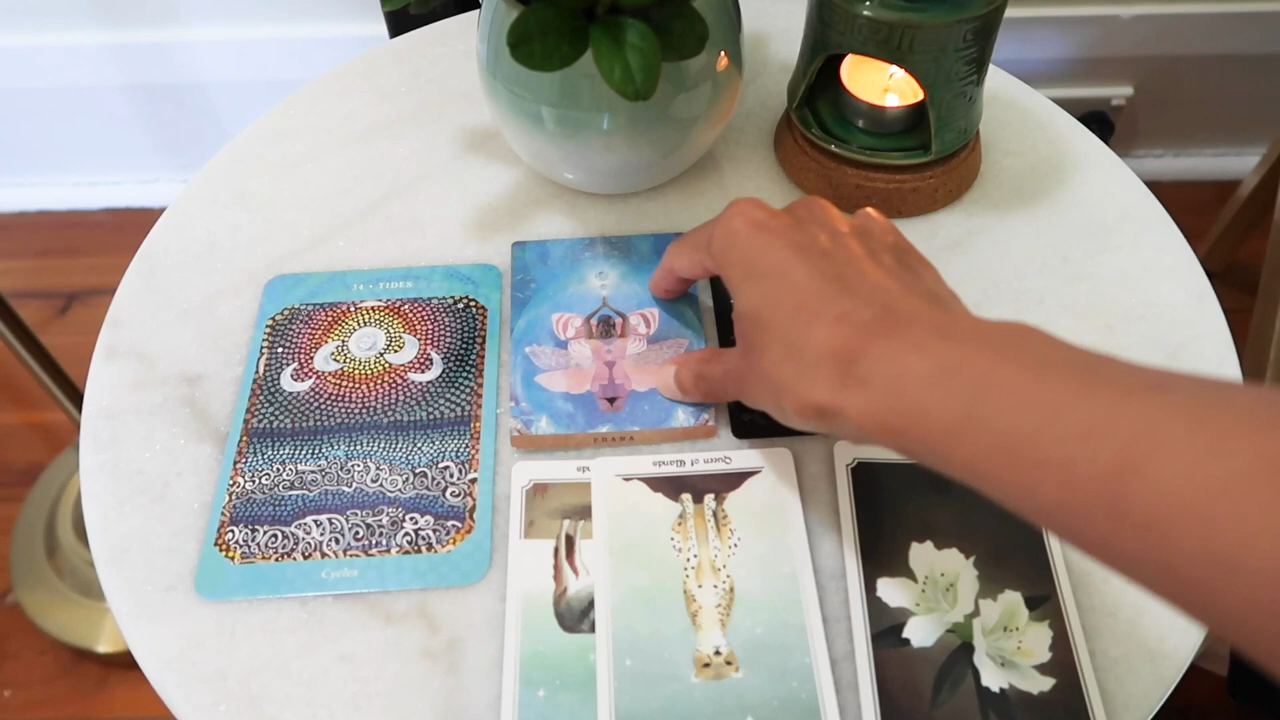 34 • TIDES
Cycles
PRANA
Queen of Wands